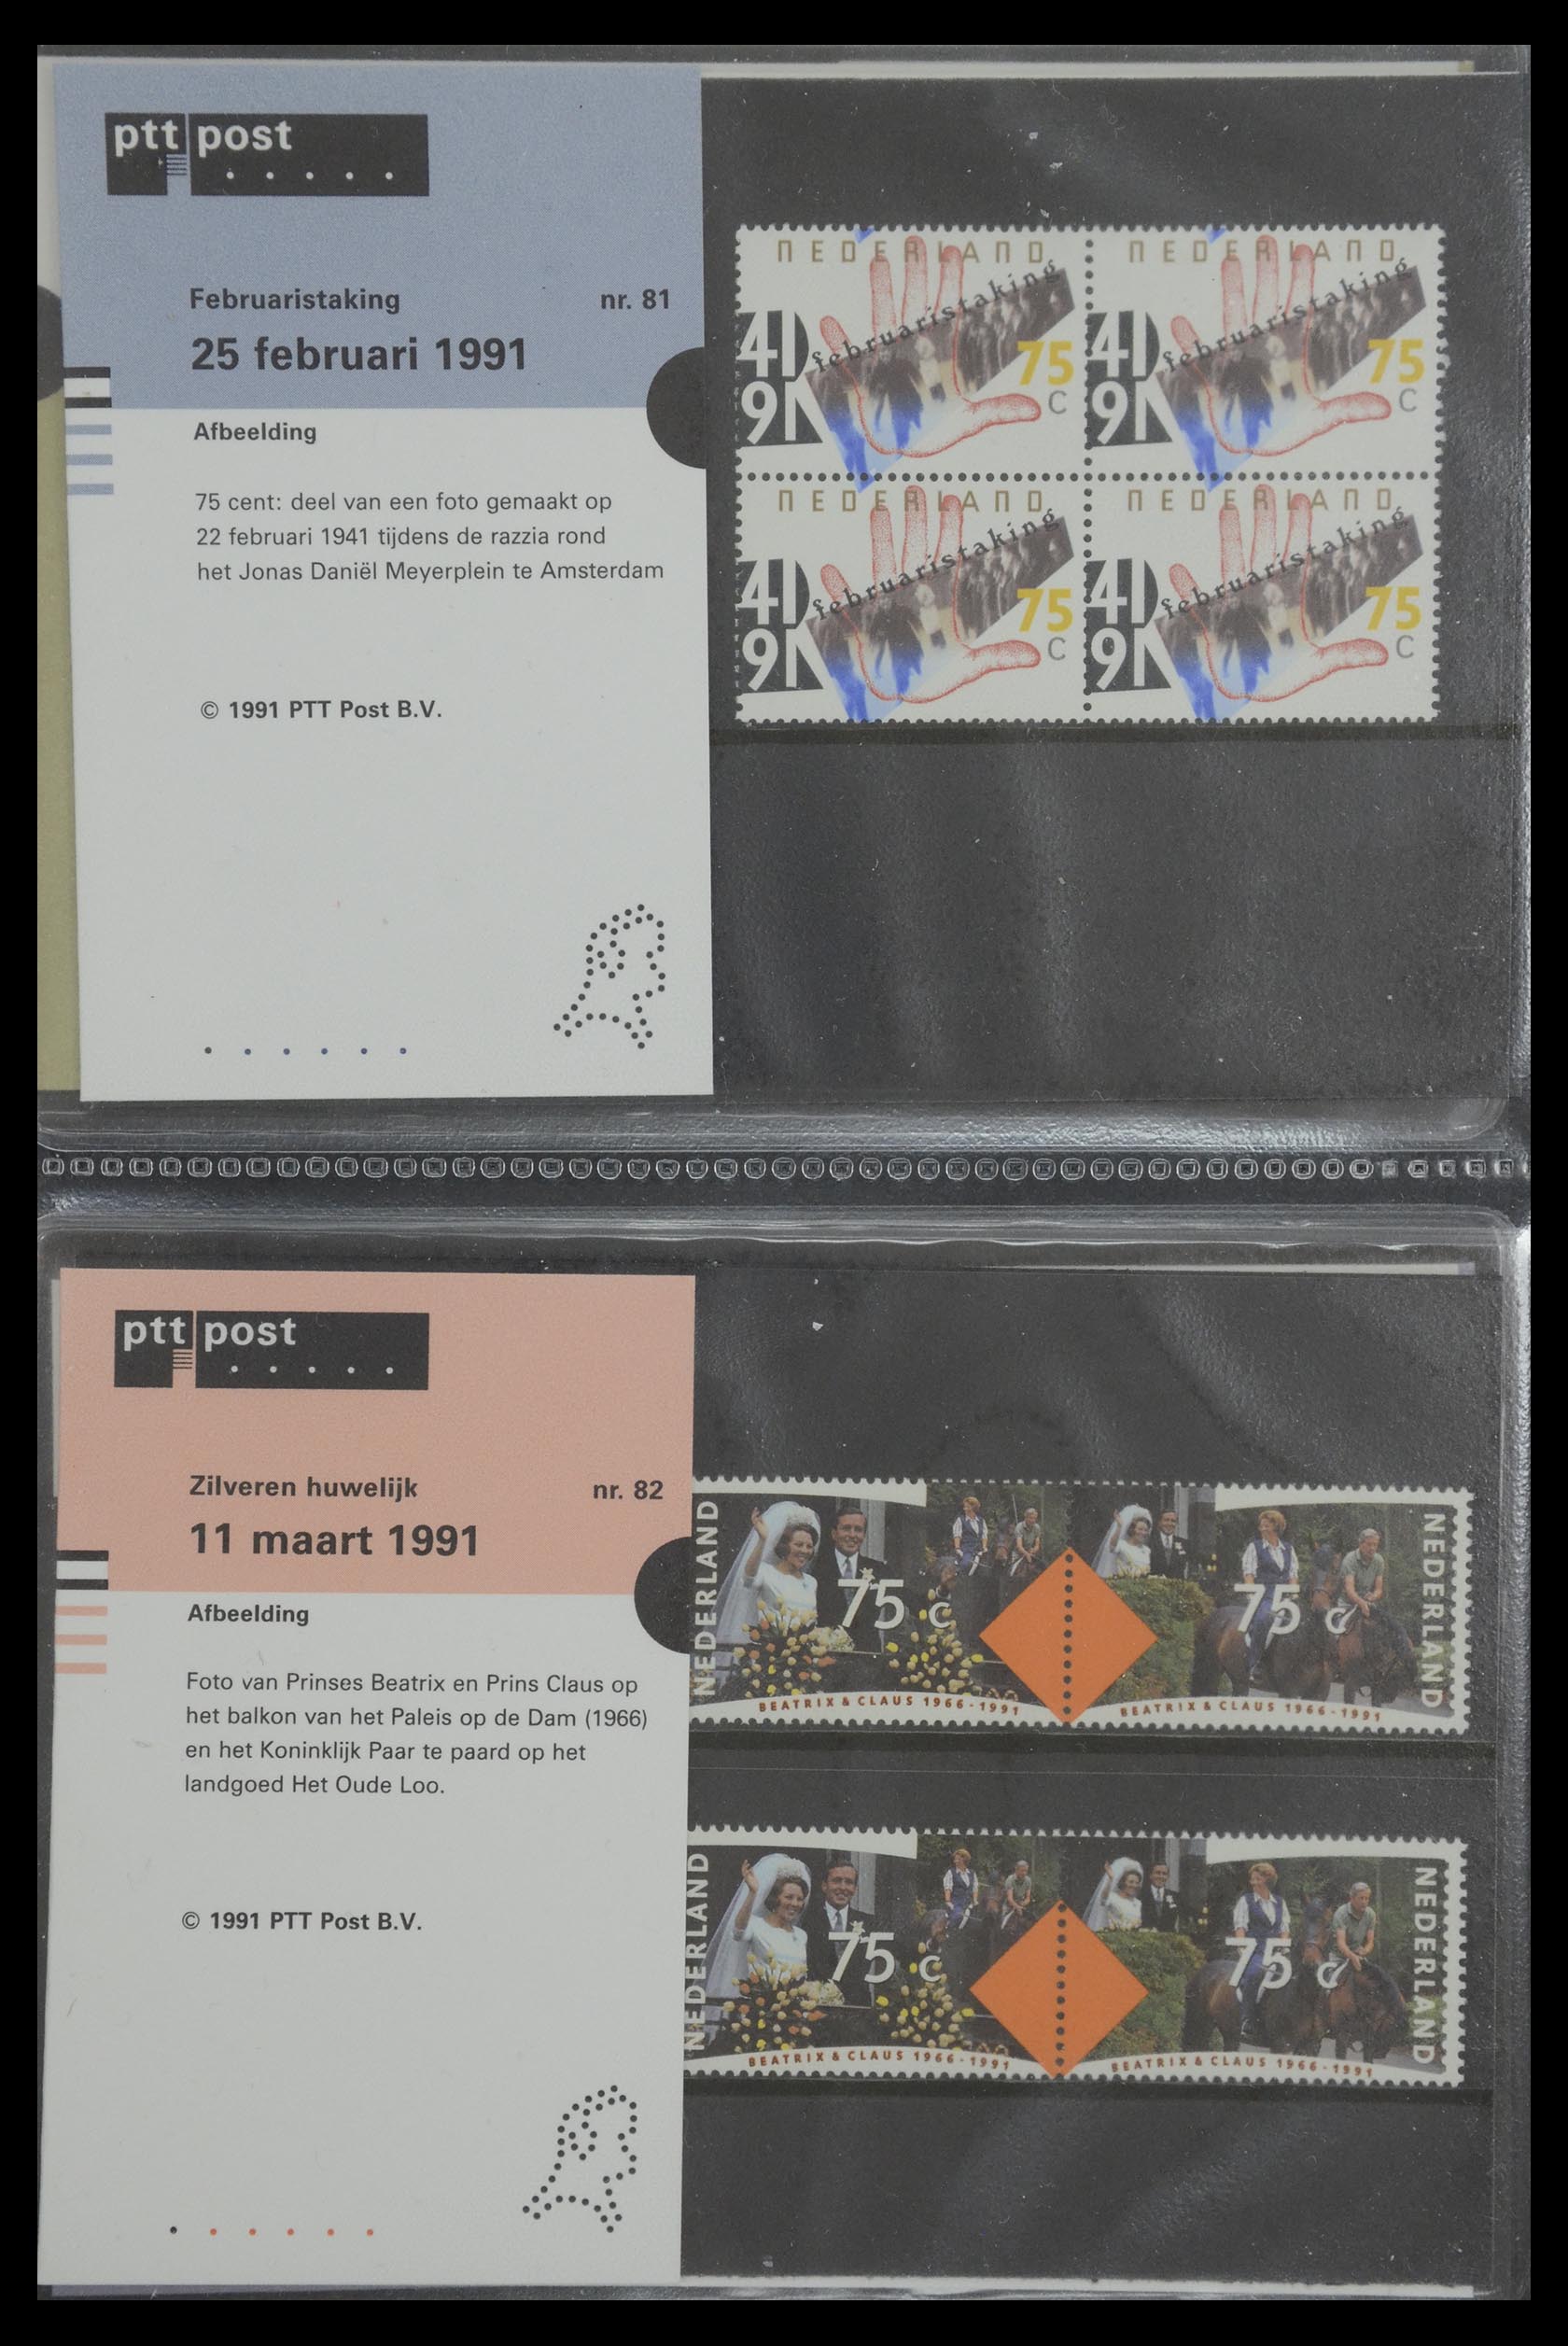 ptt post
Februaristaking nr. 81
25 februari 1991
Afbeelding
75 cent: deel van een foto gemaakt op
22 februari 1941 tijdens de razzia rond
het Jonas Daniël Meyerplein te Amsterdam
© 1991 PTT Post B.V.
NEDERLAND
februaristaking
41
91
75
C
NEDERLAND
februaristaking
41
91
75
C
NEDERLAND
februaristaking
41
91
75
C
NEDERLAND
februaristaking
41
91
75
C
ptt post
Zilveren huwelijk nr. 82
11 maart 1991
Afbeelding
Foto van Prinses Beatrix en Prins Claus op
het balkon van het Paleis op de Dam (1966)
en het Koninklijk Paar te paard op het
landgoed Het Oude Loo.
© 1991 PTT Post B.V.
NEDERLAND
75 c
BEATRIX & CLAUS 1966-1991
75 c
BEATRIX & CLAUS 1966-1991
NEDERLAND
NEDERLAND
75 c
BEATRIX & CLAUS 1966-1991
75 c
BEATRIX & CLAUS 1966-1991
NEDERLAND